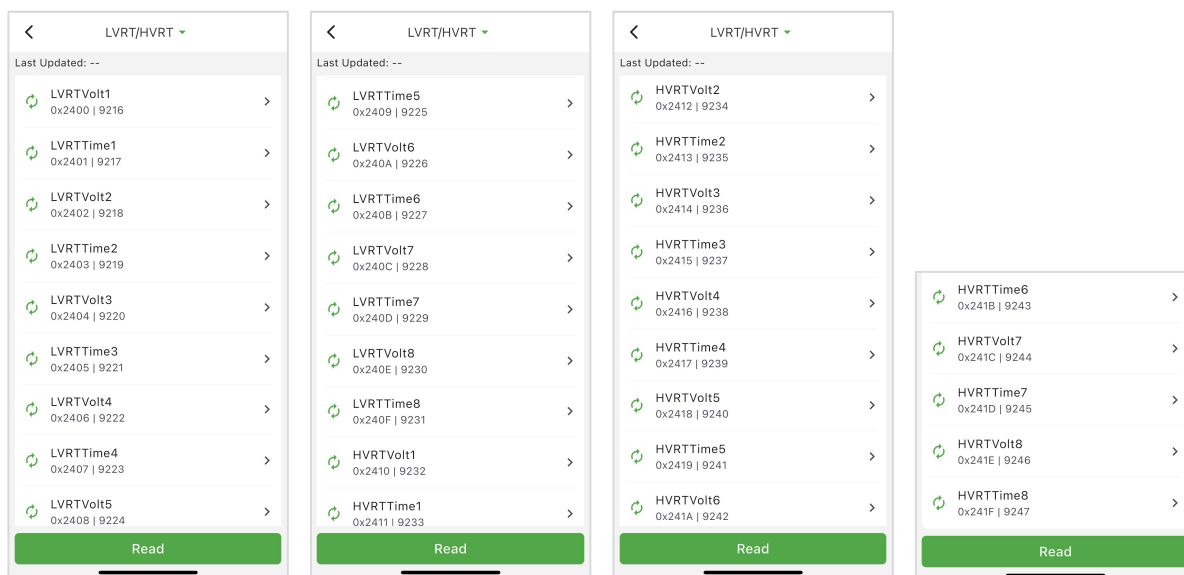 LVRT/HVRT
Last Updated: --
LVRTVolt1
0x2400 | 9216
LVRTTime1
0x2401 | 9217
LVRTVolt2
0x2402 | 9218
LVRTTime2
0x2403 | 9219
LVRTVolt3
0x2404 | 9220
LVRTTime3
0x2405 | 9221
LVRTVolt4
0x2406 | 9222
LVRTTime4
0x2407 | 9223
LVRTVolt5
0x2408 | 9224
Read
LVRT/HVRT
Last Updated: --
LVRTTime5
0x2409 | 9225
LVRTVolt6
0x240A | 9226
LVRTTime6
0x240B | 9227
LVRTVolt7
0x240C | 9228
LVRTTime7
0x240D | 9229
LVRTVolt8
0x240E | 9230
LVRTTime8
0x240F | 9231
HVRTVolt1
0x2410 | 9232
HVRTTime1
0x2411 | 9233
Read
LVRT/HVRT
Last Updated: --
HVRTVolt2
0x2412 | 9234
HVRTTime2
0x2413 | 9235
HVRTVolt3
0x2414 | 9236
HVRTTime3
0x2415 | 9237
HVRTVolt4
0x2416 | 9238
HVRTTime4
0x2417 | 9239
HVRTVolt5
0x2418 | 9240
HVRTTime5
0x2419 | 9241
HVRTVolt6
0x241A | 9242
Read
HVRTTime6
0x241B | 9243
HVRTVolt7
0x241C | 9244
HVRTTime7
0x241D | 9245
HVRTVolt8
0x241E | 9246
HVRTTime8
0x241F | 9247
Read